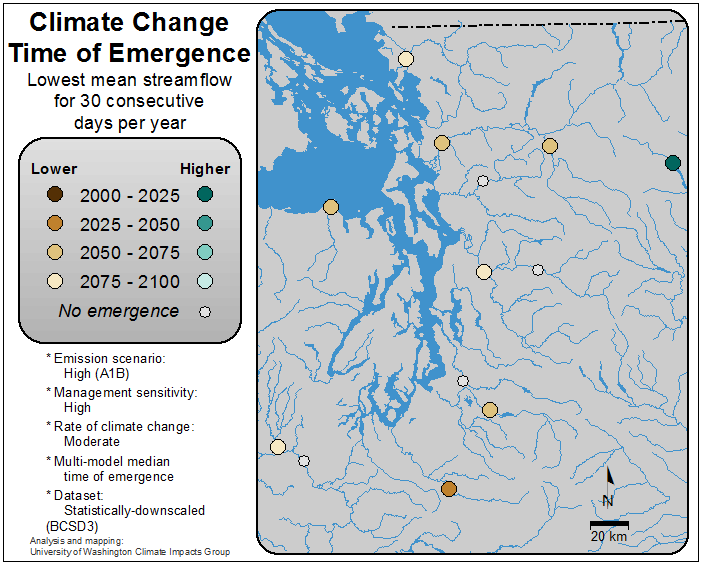 Climate Change
Time of Emergence
Lowest mean streamflow
for 30 consecutive
days per year
Lower Higher
2000 - 2025
2025 - 2050
2050 - 2075
2075 - 2100
No emergence
* Emission scenario:
High (A1B)
* Management sensitivity:
High
* Rate of climate change:
Moderate
* Multi-model median
time of emergence
* Dataset:
Statistically-downscaled
(BCSD3)
Analysis and mapping:
University of Washington Climate Impacts Group
N
20 km